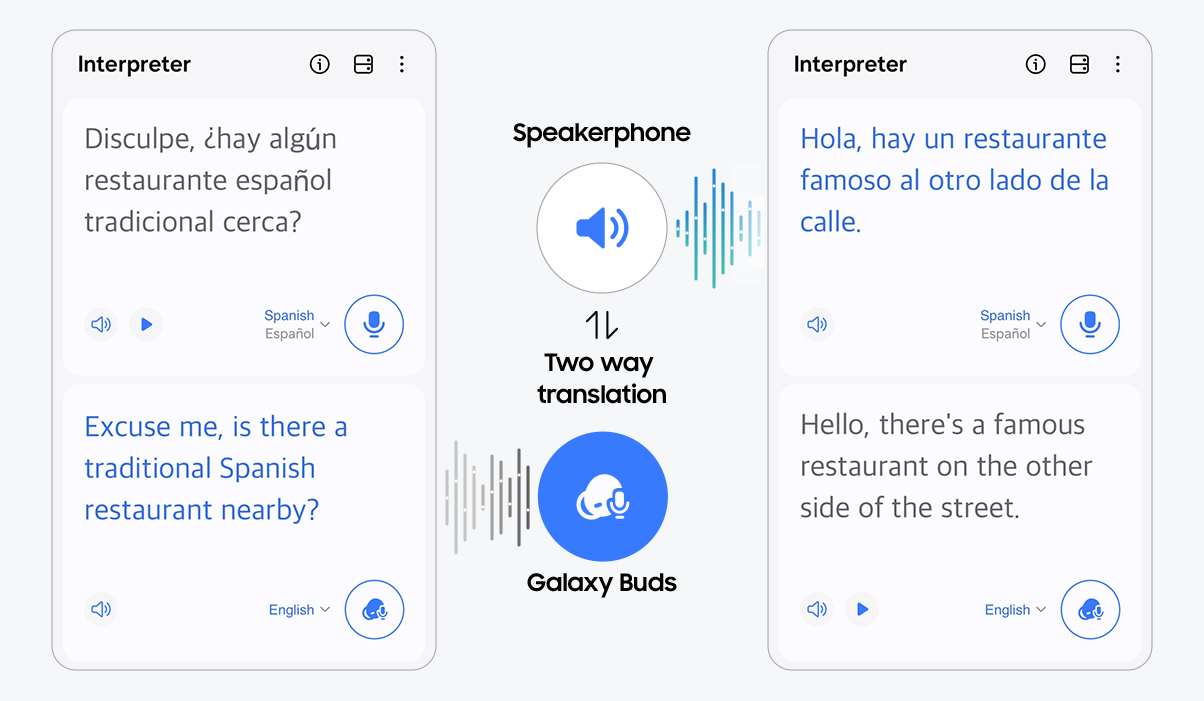 Interpreter
Disculpe, ¿hay algún
restaurante español
tradicional cerca?
Spanish
Español
Excuse me, is there a
traditional Spanish
restaurant nearby?
English
Speakerphone
Two way
translation
Galaxy Buds
Interpreter
Hola, hay un restaurante
famoso al otro lado de la
calle.
Spanish
Español
Hello, there's a famous
restaurant on the other
side of the street.
English